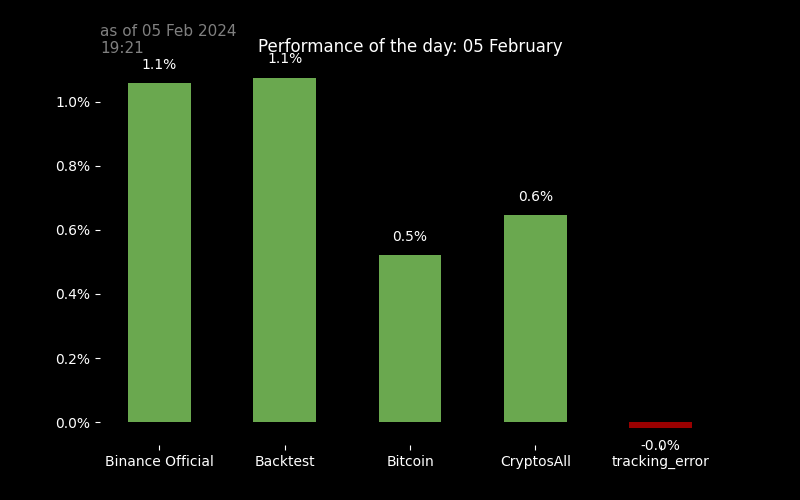 as of 05 Feb 2024
19:21
Performance of the day: 05 February
1.1%
1.1%
1.0%
0.8%
0.6%
0.6%
0.5%
0.4%
0.2%
0.0%
-0.0%
Binance Official
Backtest
Bitcoin
CryptosAll
tracking_error